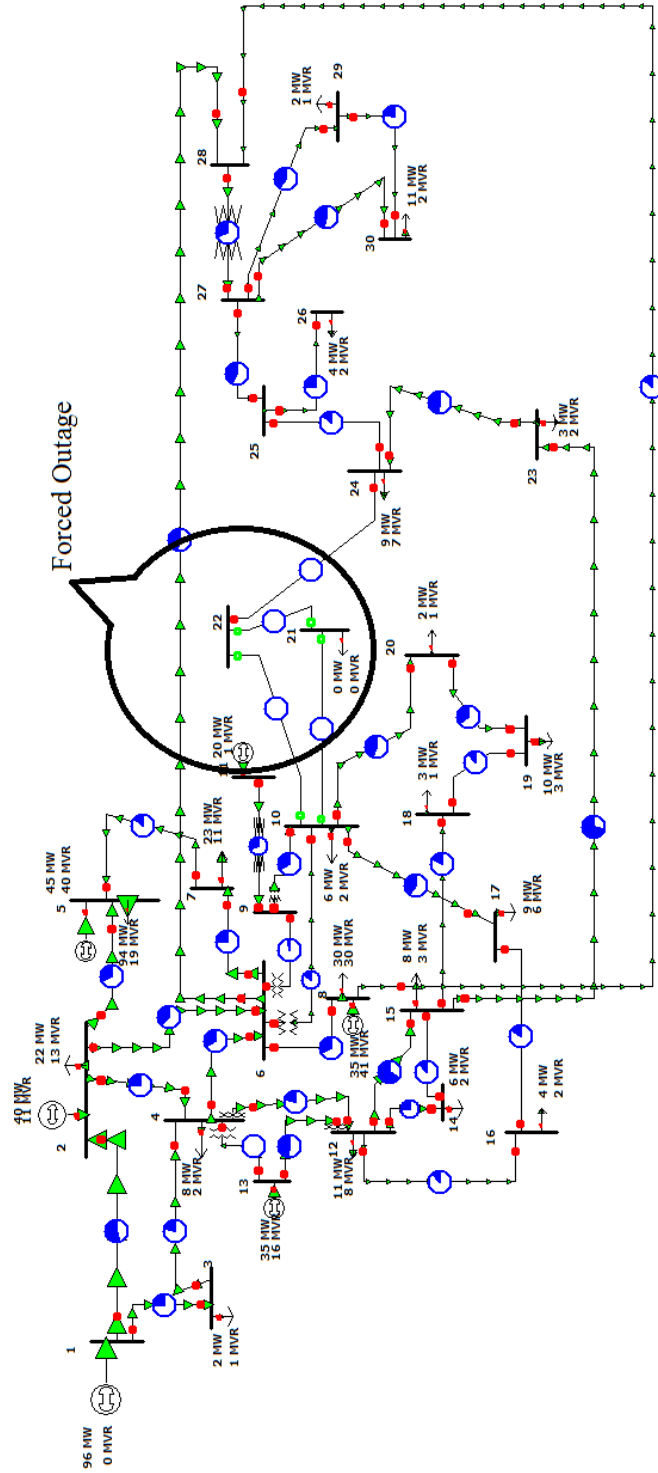 Forced Outage
96 MW
0 MVR
1
2
40 MW
11 MVR
22 MW
13 MVR
5
45 MW
40 MVR
94 MW
19 MVR
28
2 MW
1 MVR
29
3
2 MW
1 MVR
4
8 MW
2 MVR
6
7
23 MW
11 MVR
9
20 MW
1 MVR
22
21
0 MW
0 MVR
27
26
4 MW
2 MVR
25
30
11 MW
2 MVR
13
35 MW
16 MVR
12
11 MW
8 MVR
8
30 MW
30 MVR
35 MW
41 MVR
10
6 MW
2 MVR
24
9 MW
7 MVR
15
8 MW
3 MVR
18
3 MW
1 MVR
20
2 MW
1 MVR
14
6 MW
2 MVR
17
9 MW
6 MVR
19
10 MW
3 MVR
23
3 MW
2 MVR
16
4 MW
2 MVR